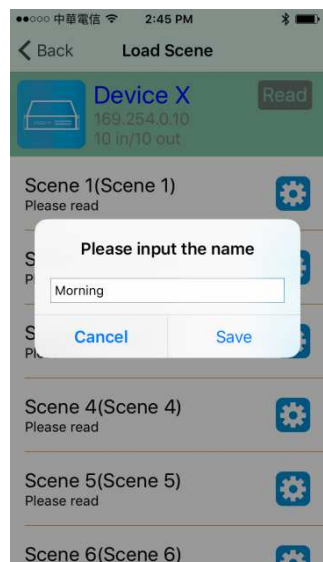 中華電信 2:45 PM
Back Load Scene
Device X Read
169.254.0.10
10 in/10 out
Scene 1(Scene 1)
Please read
Please input the name
Morning
Cancel Save
Scene 4(Scene 4)
Please read
Scene 5(Scene 5)
Please read
Scene 6(Scene 6)